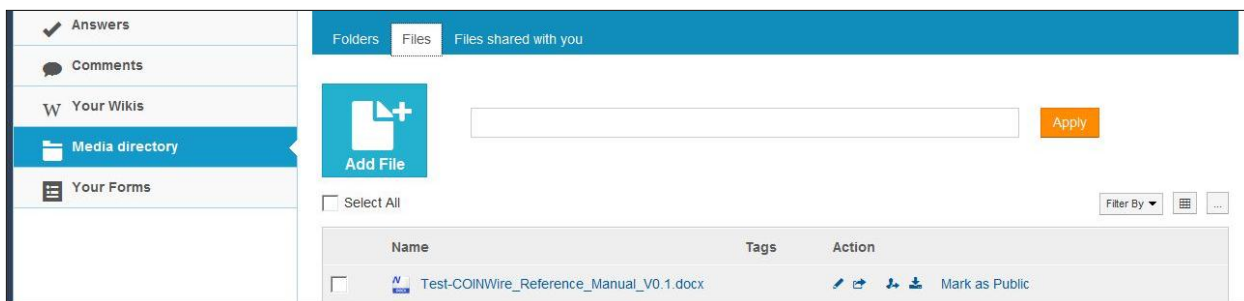 Answers
Comments
W Your Wikis
Media directory
Your Forms
Folders Files Files shared with you
Add File
Apply
Select All
Filter By
...
Name Tags Action
Test-COINWire_Reference_Manual_V0.1.docx Mark as Public